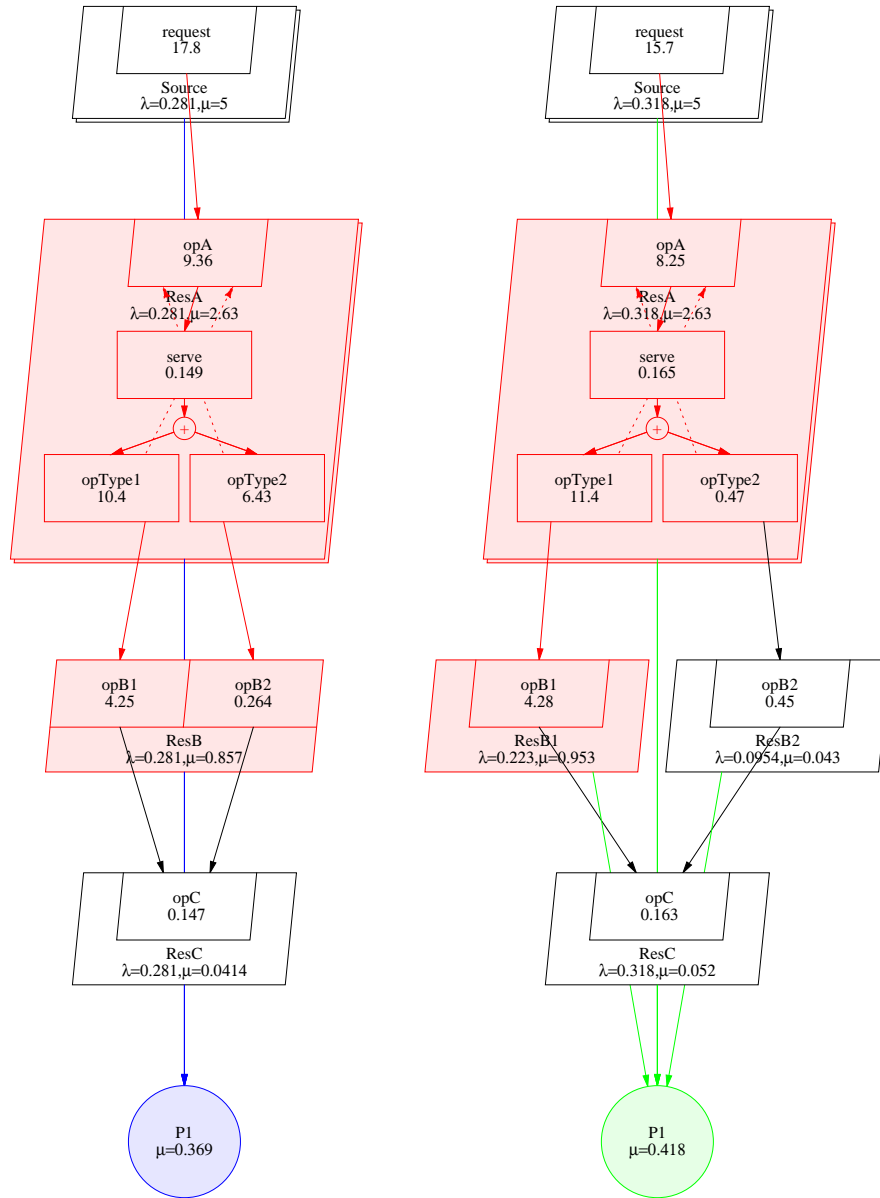 request
17.8
Source
λ=0.281,μ=5
opA
9.36
ResA
λ=0.281,μ=2.63
serve
0.149
+
opType1
10.4
opType2
6.43
opB1
4.25
opB2
0.264
ResB
λ=0.281,μ=0.857
opC
0.147
ResC
λ=0.281,μ=0.0414
P1
μ=0.369
request
15.7
Source
λ=0.318,μ=5
opA
8.25
ResA
λ=0.318,μ=2.63
serve
0.165
+
opType1
11.4
opType2
0.47
opB1
4.28
ResB1
λ=0.223,μ=0.953
opB2
0.45
ResB2
λ=0.0954,μ=0.043
opC
0.163
ResC
λ=0.318,μ=0.052
P1
μ=0.418